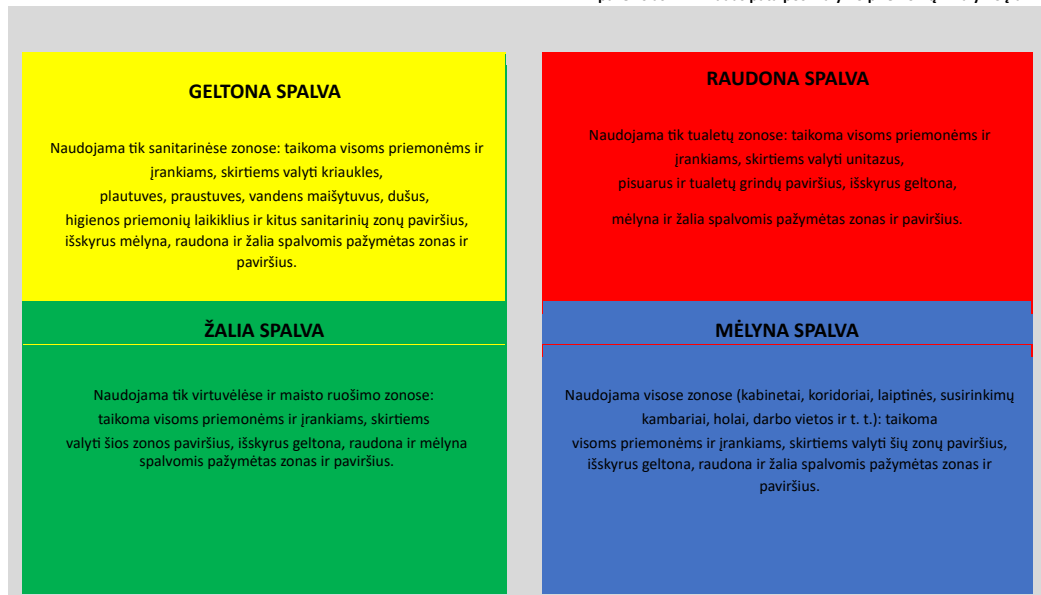 GELTONA SPALVA
Naudojama tik sanitarinėse zonose: taikoma visoms priemonėms ir
įrankiams, skirtiems valyti kriaukles,
plautuves, praustuves, vandens maišytuvus, dušus,
higienos priemonių laikiklius ir kitus sanitarinių zonų paviršius,
išskyrus mėlyna, raudona ir žalia spalvomis pažymėtas zonas ir
paviršius.
RAUDONA SPALVA
Naudojama tik tualetų zonose: taikoma visoms priemonėms ir
įrankiams, skirtiems valyti unitazus,
pisuarus ir tualetų grindų paviršius, išskyrus geltona,
mėlyna ir žalia spalvomis pažymėtas zonas ir paviršius.
ŽALIA SPALVA
Naudojama tik virtuvėlėse ir maisto ruošimo zonose:
taikoma visoms priemonėms ir įrankiams, skirtiems
valyti šios zonos paviršius, išskyrus geltona, raudona ir mėlyna
spalvomis pažymėtas zonas ir paviršius.
MĖLYNA SPALVA
Naudojama visose zonose (kabinetai, koridoriai, laiptinės, susirinkimų
kambariai, holai, darbo vietos ir t. t.): taikoma
visoms priemonėms ir įrankiams, skirtiems valyti šių zonų paviršius,
išskyrus geltona, raudona ir žalia spalvomis pažymėtas zonas ir
paviršius.